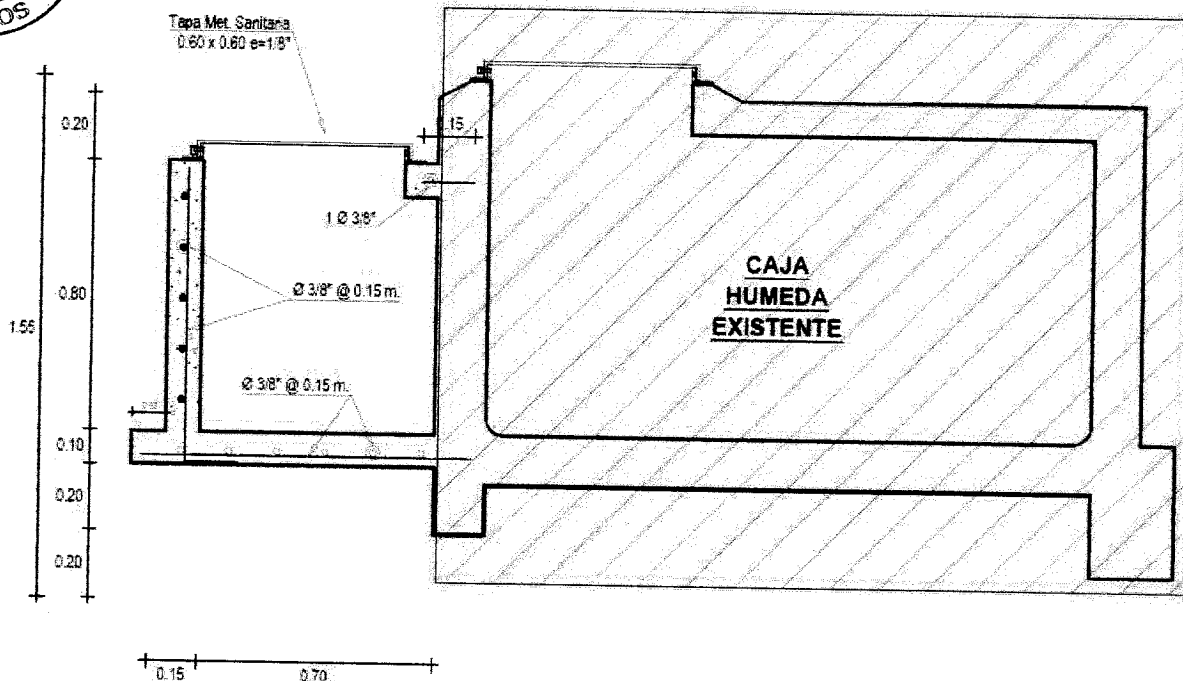 OS
Tapa Met. Sanitaria
0.60 x 0.60 e=1/8"
0.20
.15
1 Ø 3/8"
Ø 3/8" @ 0.15 m.
0.80
1.55
CAJA
HUMEDA
EXISTENTE
Ø 3/8" @ 0.15 m.
0.10
0.20
0.20
0.15
0.70